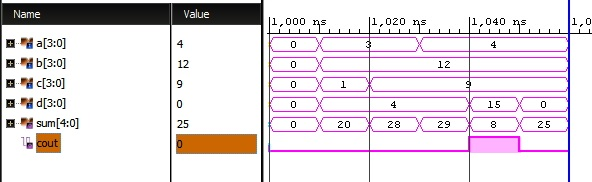 Name Value 1,000 ns 1,020 ns 1,040 ns 1,0
a[3:0] 4 0 3 4
b[3:0] 12 0 12
c[3:0] 9 0 1 9
d[3:0] 0 0 4 15 0
sum[4:0] 25 0 20 28 29 8 25
cout 0